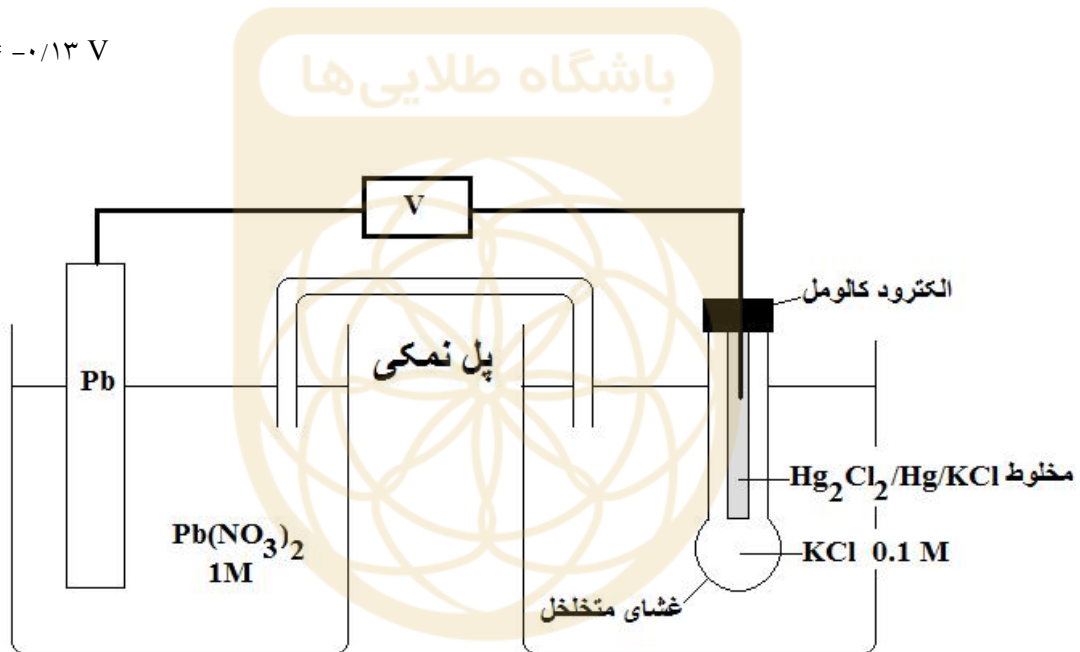 = -۰/۱۳ V
باشگاه طلایی‌ها
V
الکترود کالومل
پل نمکی
Pb
مخلوط Hg2Cl2/Hg/KCl
Pb(NO3)2
1M
KCl 0.1 M
غشای متخلخل